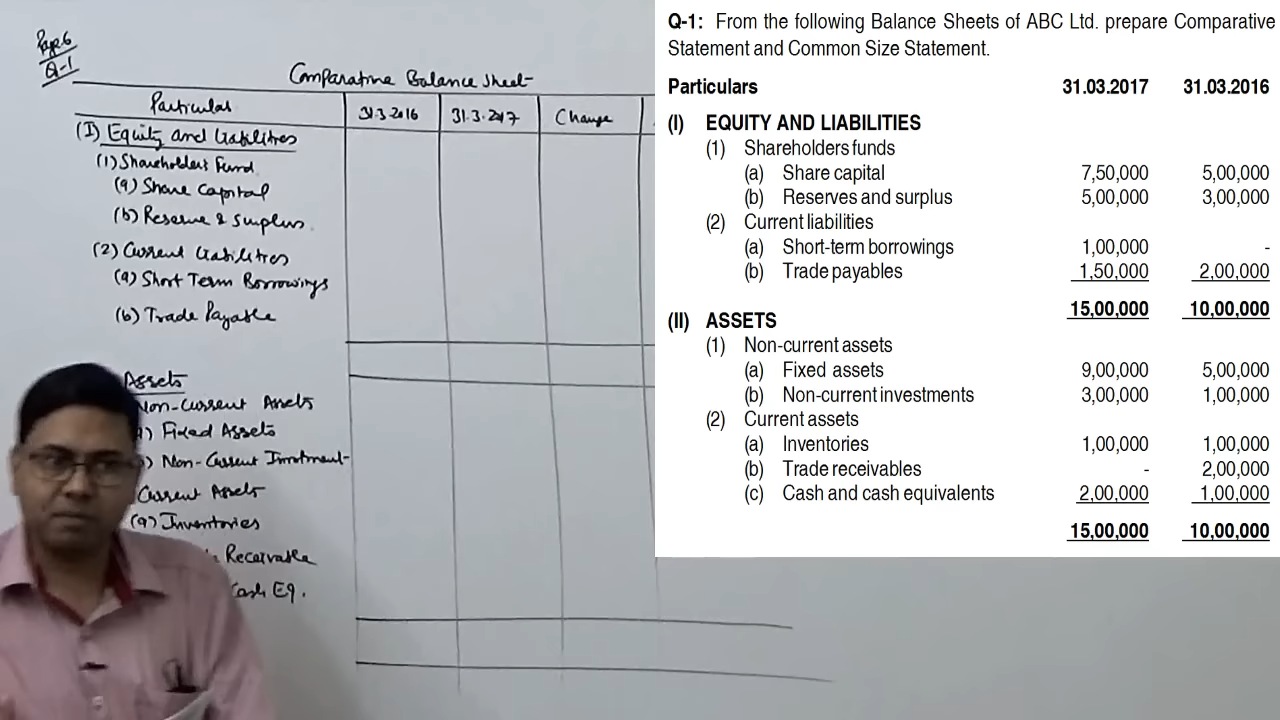 Page 6
Q-1
Comparative Balance Sheet
Particulas 31.3.2016 31.3.2017 Change
(I) Equity and Liabilities
(1) Shareholders Fund
(a) Share Capital
(b) Reserve & Surplus.
(2) Current Liabilities
(a) Short Term Borrowings
(b) Trade Payable
Assets
Non-Current Assets
) Fixed Assets
) Non-Current Investment
Current Assets
(a) Inventories
Receivable
Cash Eq.
Q-1: From the following Balance Sheets of ABC Ltd. prepare Comparative
Statement and Common Size Statement.
Particulars 31.03.2017 31.03.2016
(I) EQUITY AND LIABILITIES
(1) Shareholders funds
(a) Share capital 7,50,000 5,00,000
(b) Reserves and surplus 5,00,000 3,00,000
(2) Current liabilities
(a) Short-term borrowings 1,00,000 -
(b) Trade payables 1,50,000 2,00,000
15,00,000 10,00,000
(II) ASSETS
(1) Non-current assets
(a) Fixed assets 9,00,000 5,00,000
(b) Non-current investments 3,00,000 1,00,000
(2) Current assets
(a) Inventories 1,00,000 1,00,000
(b) Trade receivables - 2,00,000
(c) Cash and cash equivalents 2,00,000 1,00,000
15,00,000 10,00,000